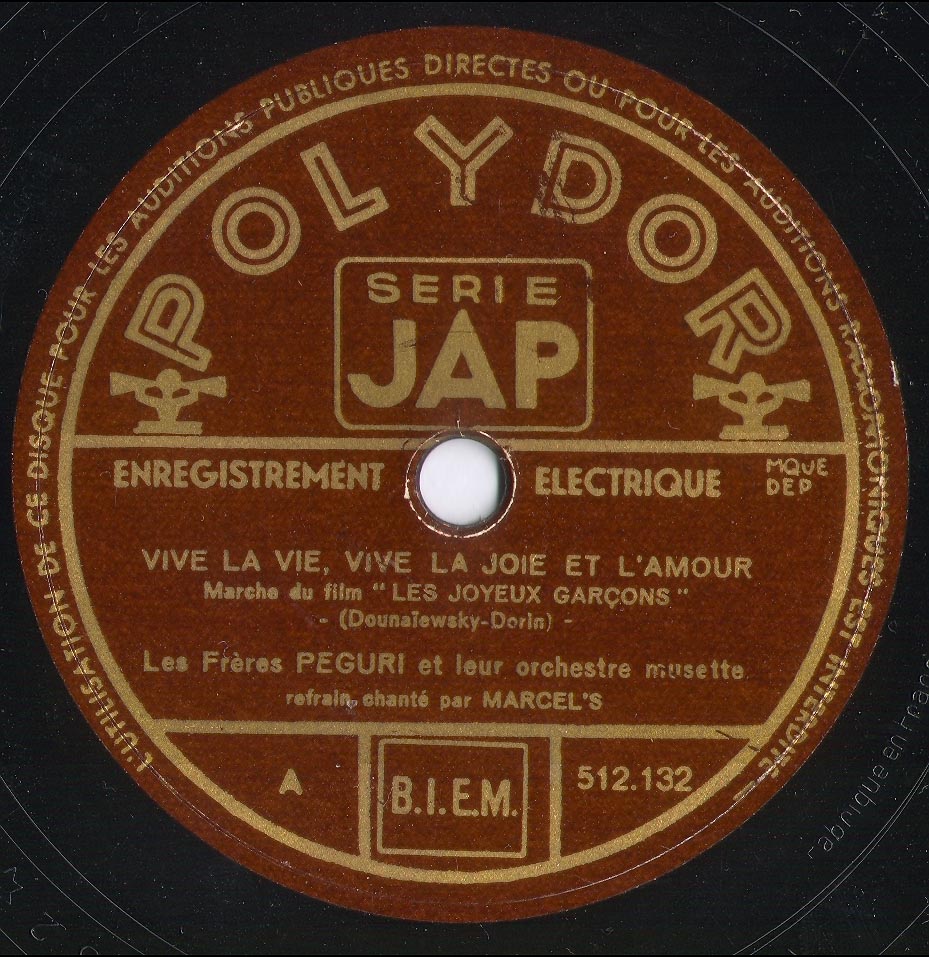 L'UTILISATION DE CE DISQUE POUR LES AUDITIONS PUBLIQUES DIRECTES OU POUR LES AUDITIONS RADIOPHONIQUES EST INTERDITE
POLYDOR
SERIE
JAP
ENREGISTREMENT ELECTRIQUE
MQUE
DEP
VIVE LA VIE, VIVE LA JOIE ET L'AMOUR
Marche du film "LES JOYEUX GARÇONS"
- (Dounaïewsky-Dorin) -
Les Frères PEGURI et leur orchestre musette
refrain chanté par MARCEL'S
A
B.I.E.M.
512.132
Fabriqué en